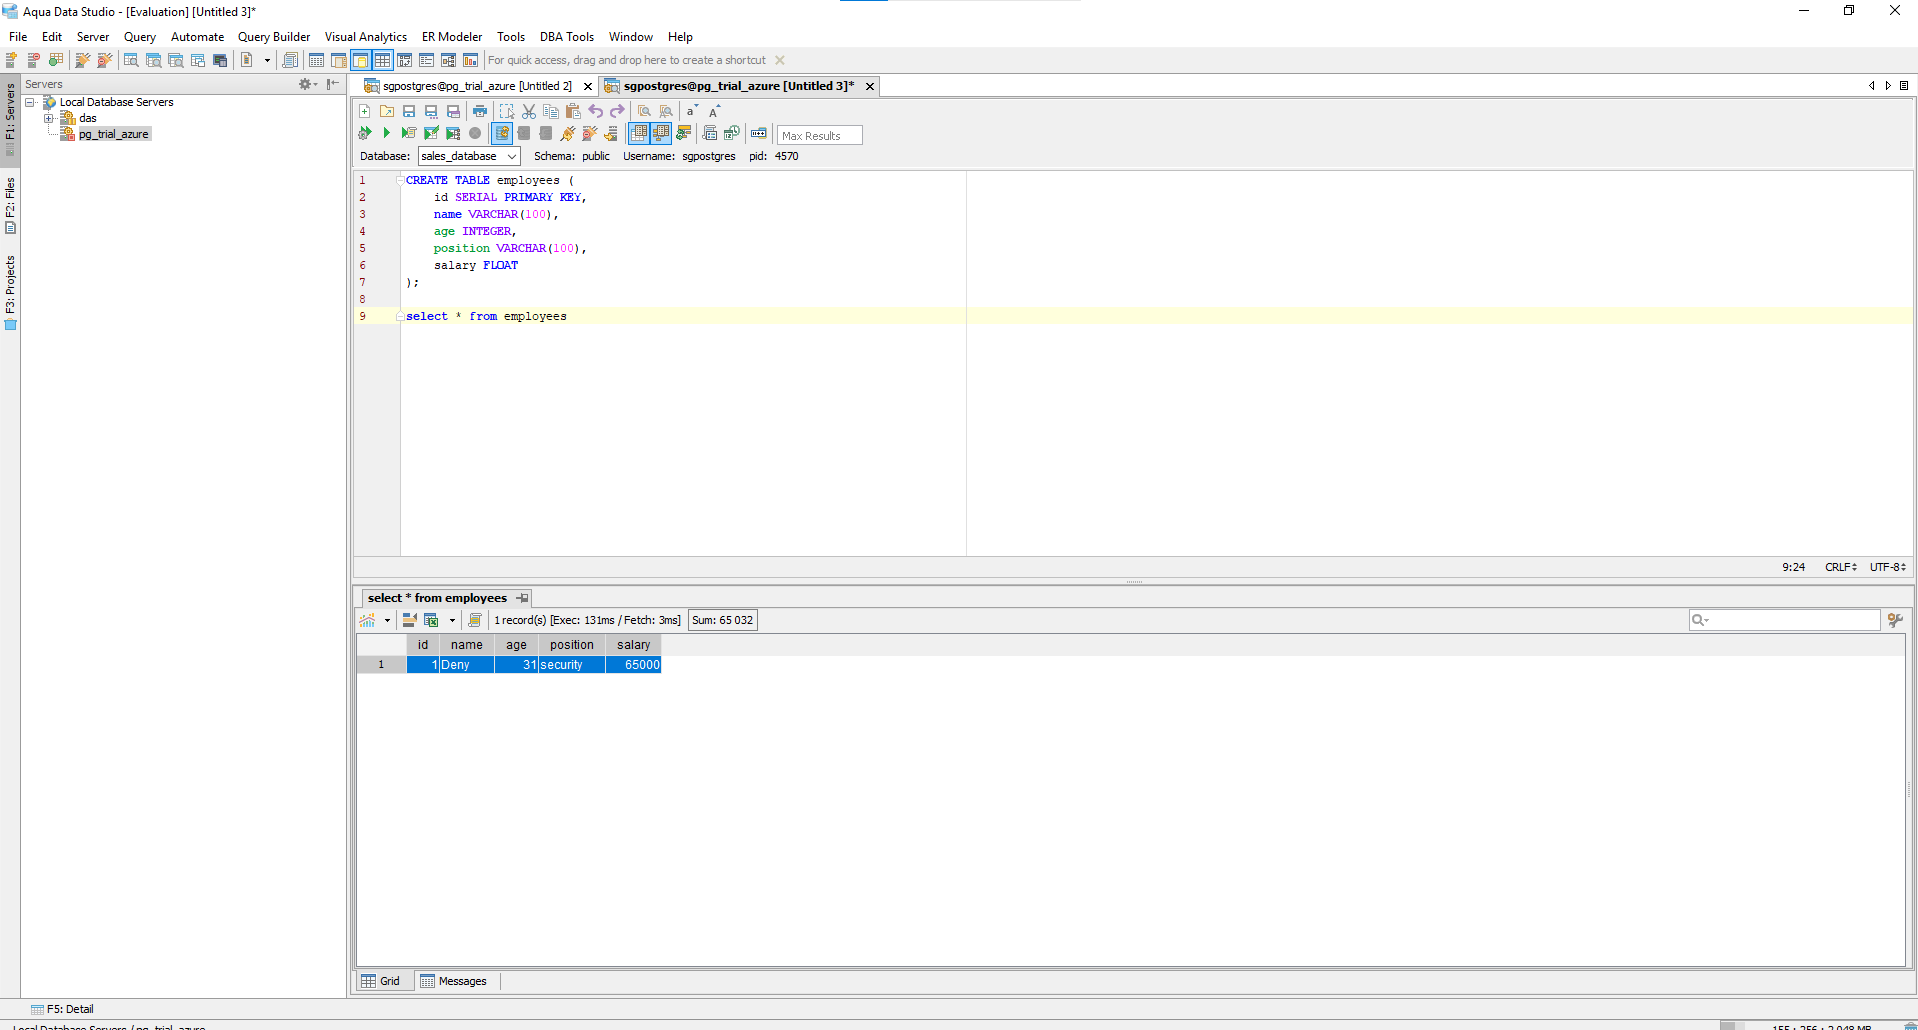 Aqua Data Studio - [Evaluation] [Untitled 3]*
File Edit Server Query Automate Query Builder Visual Analytics ER Modeler Tools DBA Tools Window Help
For quick access, drag and drop here to create a shortcut
Servers
Local Database Servers
das
pg_trial_azure
F1: Servers
F2: Files
F3: Projects
sgpostgres@pg_trial_azure [Untitled 2]
sgpostgres@pg_trial_azure [Untitled 3]*
Max Results
Database: sales_database Schema: public Username: sgpostgres pid: 4570
1 CREATE TABLE employees (
2 id SERIAL PRIMARY KEY,
3 name VARCHAR(100),
4 age INTEGER,
5 position VARCHAR(100),
6 salary FLOAT
7 );
8
9 select * from employees
9:24 CRLF UTF-8
select * from employees
1 record(s) [Exec: 131ms / Fetch: 3ms] Sum: 65 032
id name age position salary
1 1 Deny 31 security 65000
Grid Messages
F5: Detail
Local Database Servers / pg_trial_azure
155 : 256 : 2,048 MB